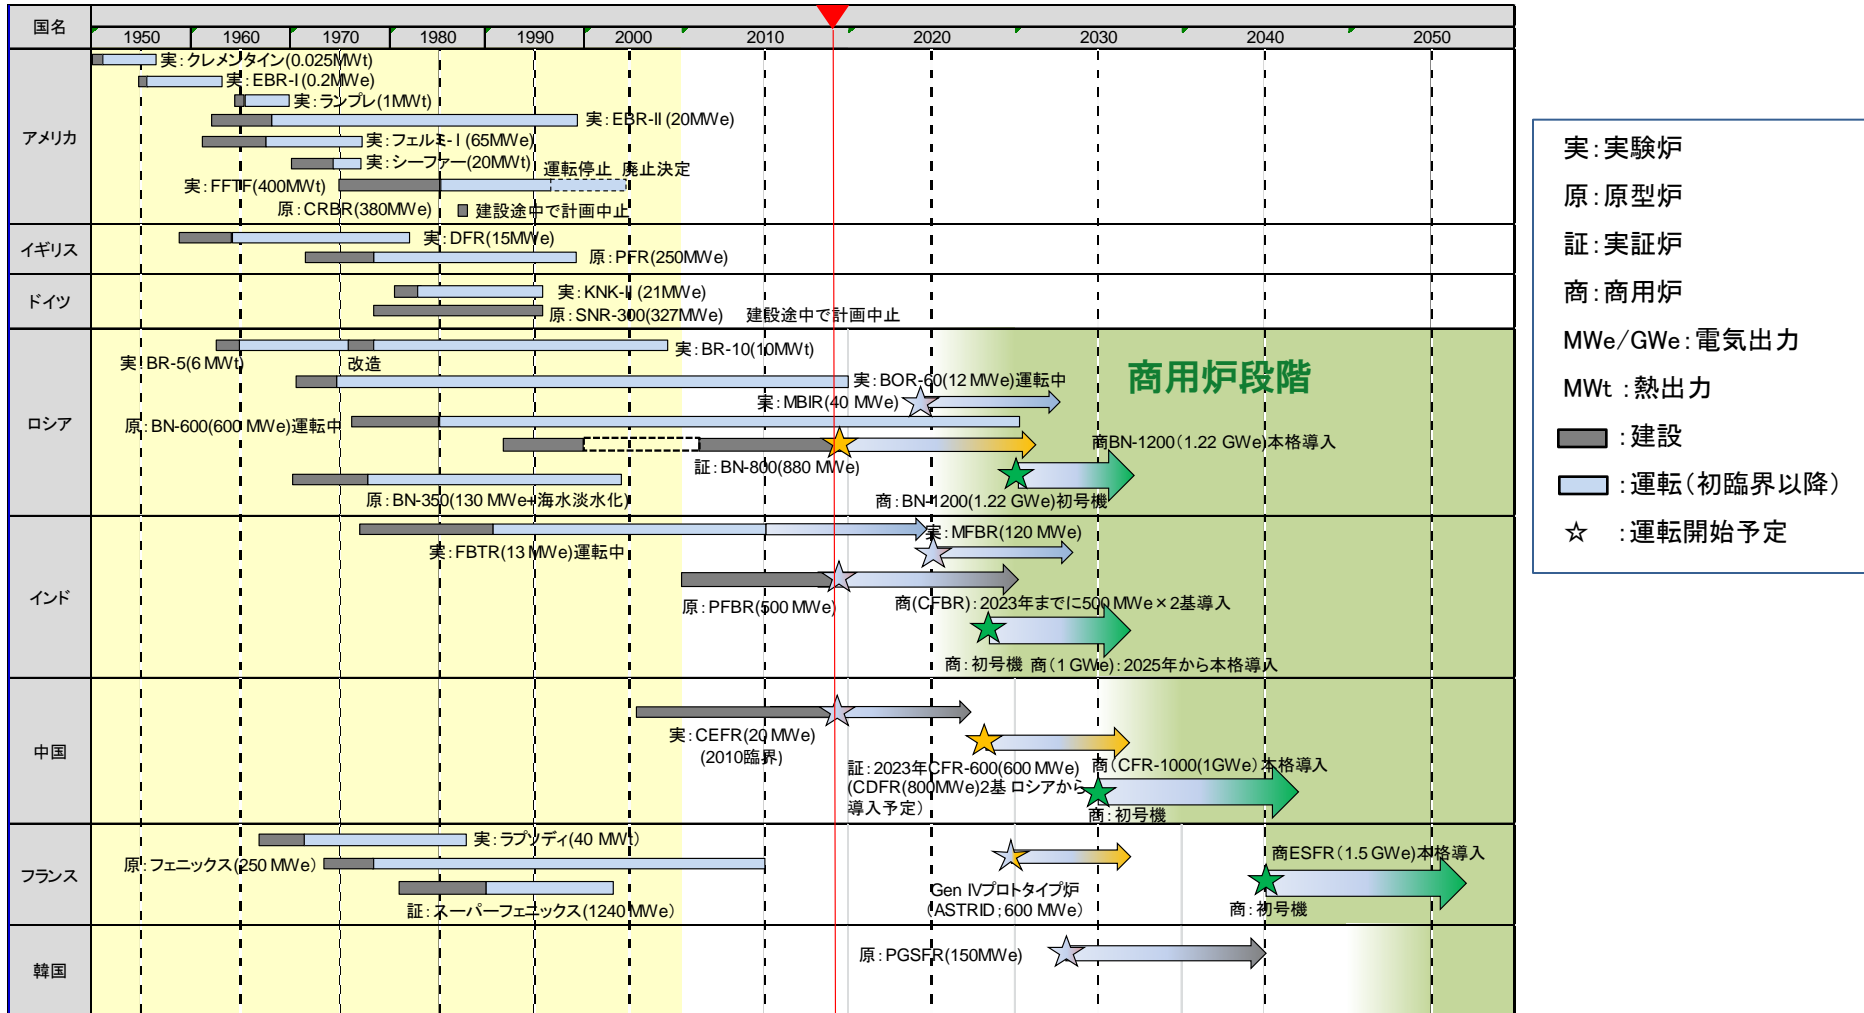 国名
1950 1960 1970 1980 1990 2000 2010 2020 2030 2040 2050
アメリカ
実:クレメンタイン(0.025MWt)
実:EBR-I(0.2MWe)
実:ランプレ(1MWt)
実:EBR-II(20MWe)
実:フェルミ-I(65MWe)
実:シーファー(20MWt)
運転停止 廃止決定
実:FFTF(400MWt)
原:CRBR(380MWe)
建設途中で計画中止
イギリス
実:DFR(15MWe)
原:PFR(250MWe)
ドイツ
実:KNK-II(21MWe)
原:SNR-300(327MWe) 建設途中で計画中止
ロシア
実:BR-5(6MWt)
改造
実:BR-10(10MWt)
商用炉段階
実:BOR-60(12 MWe)運転中
実:MBIR(40 MWe)
原:BN-600(600 MWe)運転中
商BN-1200(1.22 GWe)本格導入
証:BN-800(880 MWe)
原:BN-350(130 MWe+海水淡水化)
商:BN-1200(1.22 GWe)初号機
インド
実:MFBR(120 MWe)
実:FBTR(13 MWe)運転中
原:PFBR(500 MWe)
商(CFBR):2023年までに500 MWe×2基導入
商:初号機 商(1 GWe):2025年から本格導入
中国
実:CEFR(20 MWe)
(2010臨界)
証:2023年CFR-600(600 MWe)
(CDFR(800MWe)2基 ロシアから
導入予定)
商(CFR-1000(1GWe)本格導入
商:初号機
フランス
実:ラプソディ(40 MWt)
原:フェニックス(250 MWe)
証:スーパーフェニックス(1240 MWe)
Gen IVプロトタイプ炉
(ASTRID;600 MWe)
商ESFR(1.5 GWe)本格導入
商:初号機
韓国
原:PGSFR(150MWe)
実:実験炉
原:原型炉
証:実証炉
商:商用炉
MWe/GWe:電気出力
MWt :熱出力
:建設
:運転(初臨界以降)
☆ :運転開始予定